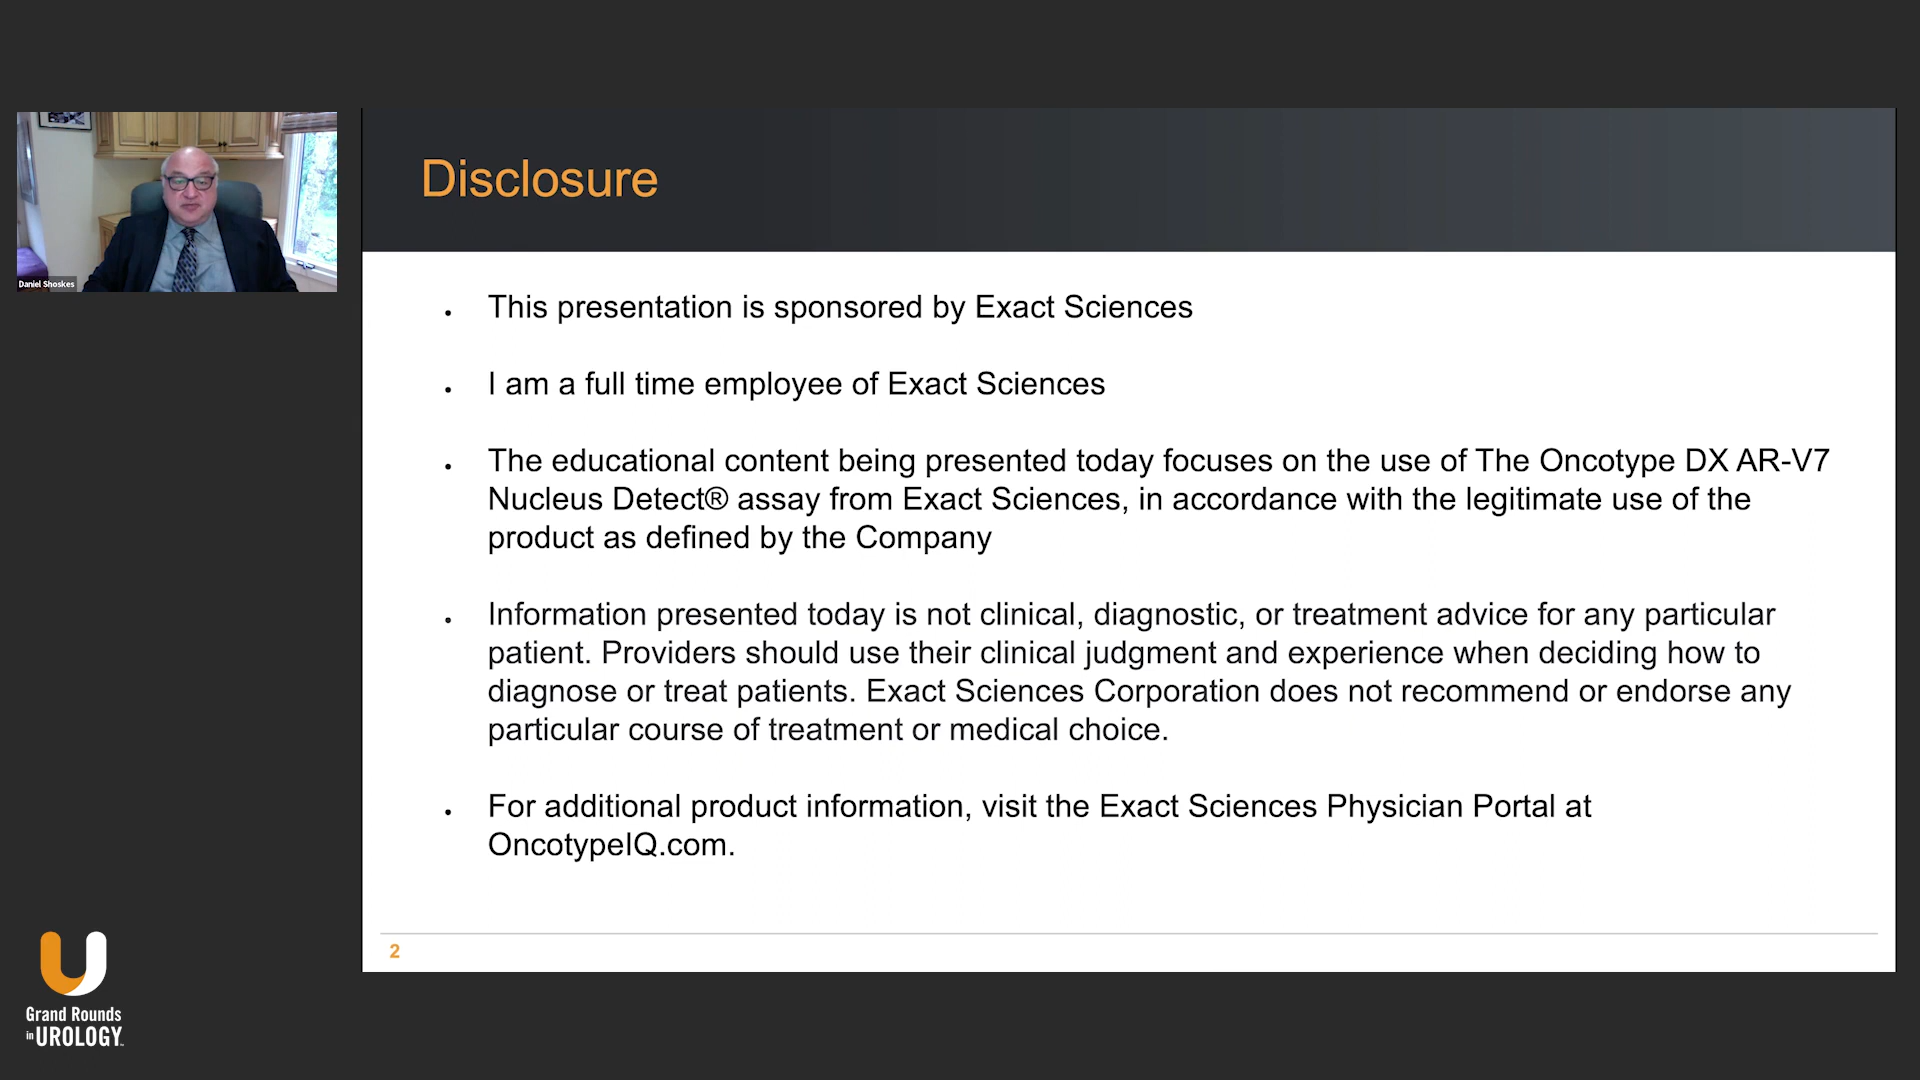 Daniel Shoskes
Disclosure
• This presentation is sponsored by Exact Sciences
• I am a full time employee of Exact Sciences
• The educational content being presented today focuses on the use of The Oncotype DX AR-V7
Nucleus Detect® assay from Exact Sciences, in accordance with the legitimate use of the
product as defined by the Company
• Information presented today is not clinical, diagnostic, or treatment advice for any particular
patient. Providers should use their clinical judgment and experience when deciding how to
diagnose or treat patients. Exact Sciences Corporation does not recommend or endorse any
particular course of treatment or medical choice.
• For additional product information, visit the Exact Sciences Physician Portal at
OncotypeIQ.com.
2
Grand Rounds
in UROLOGY™